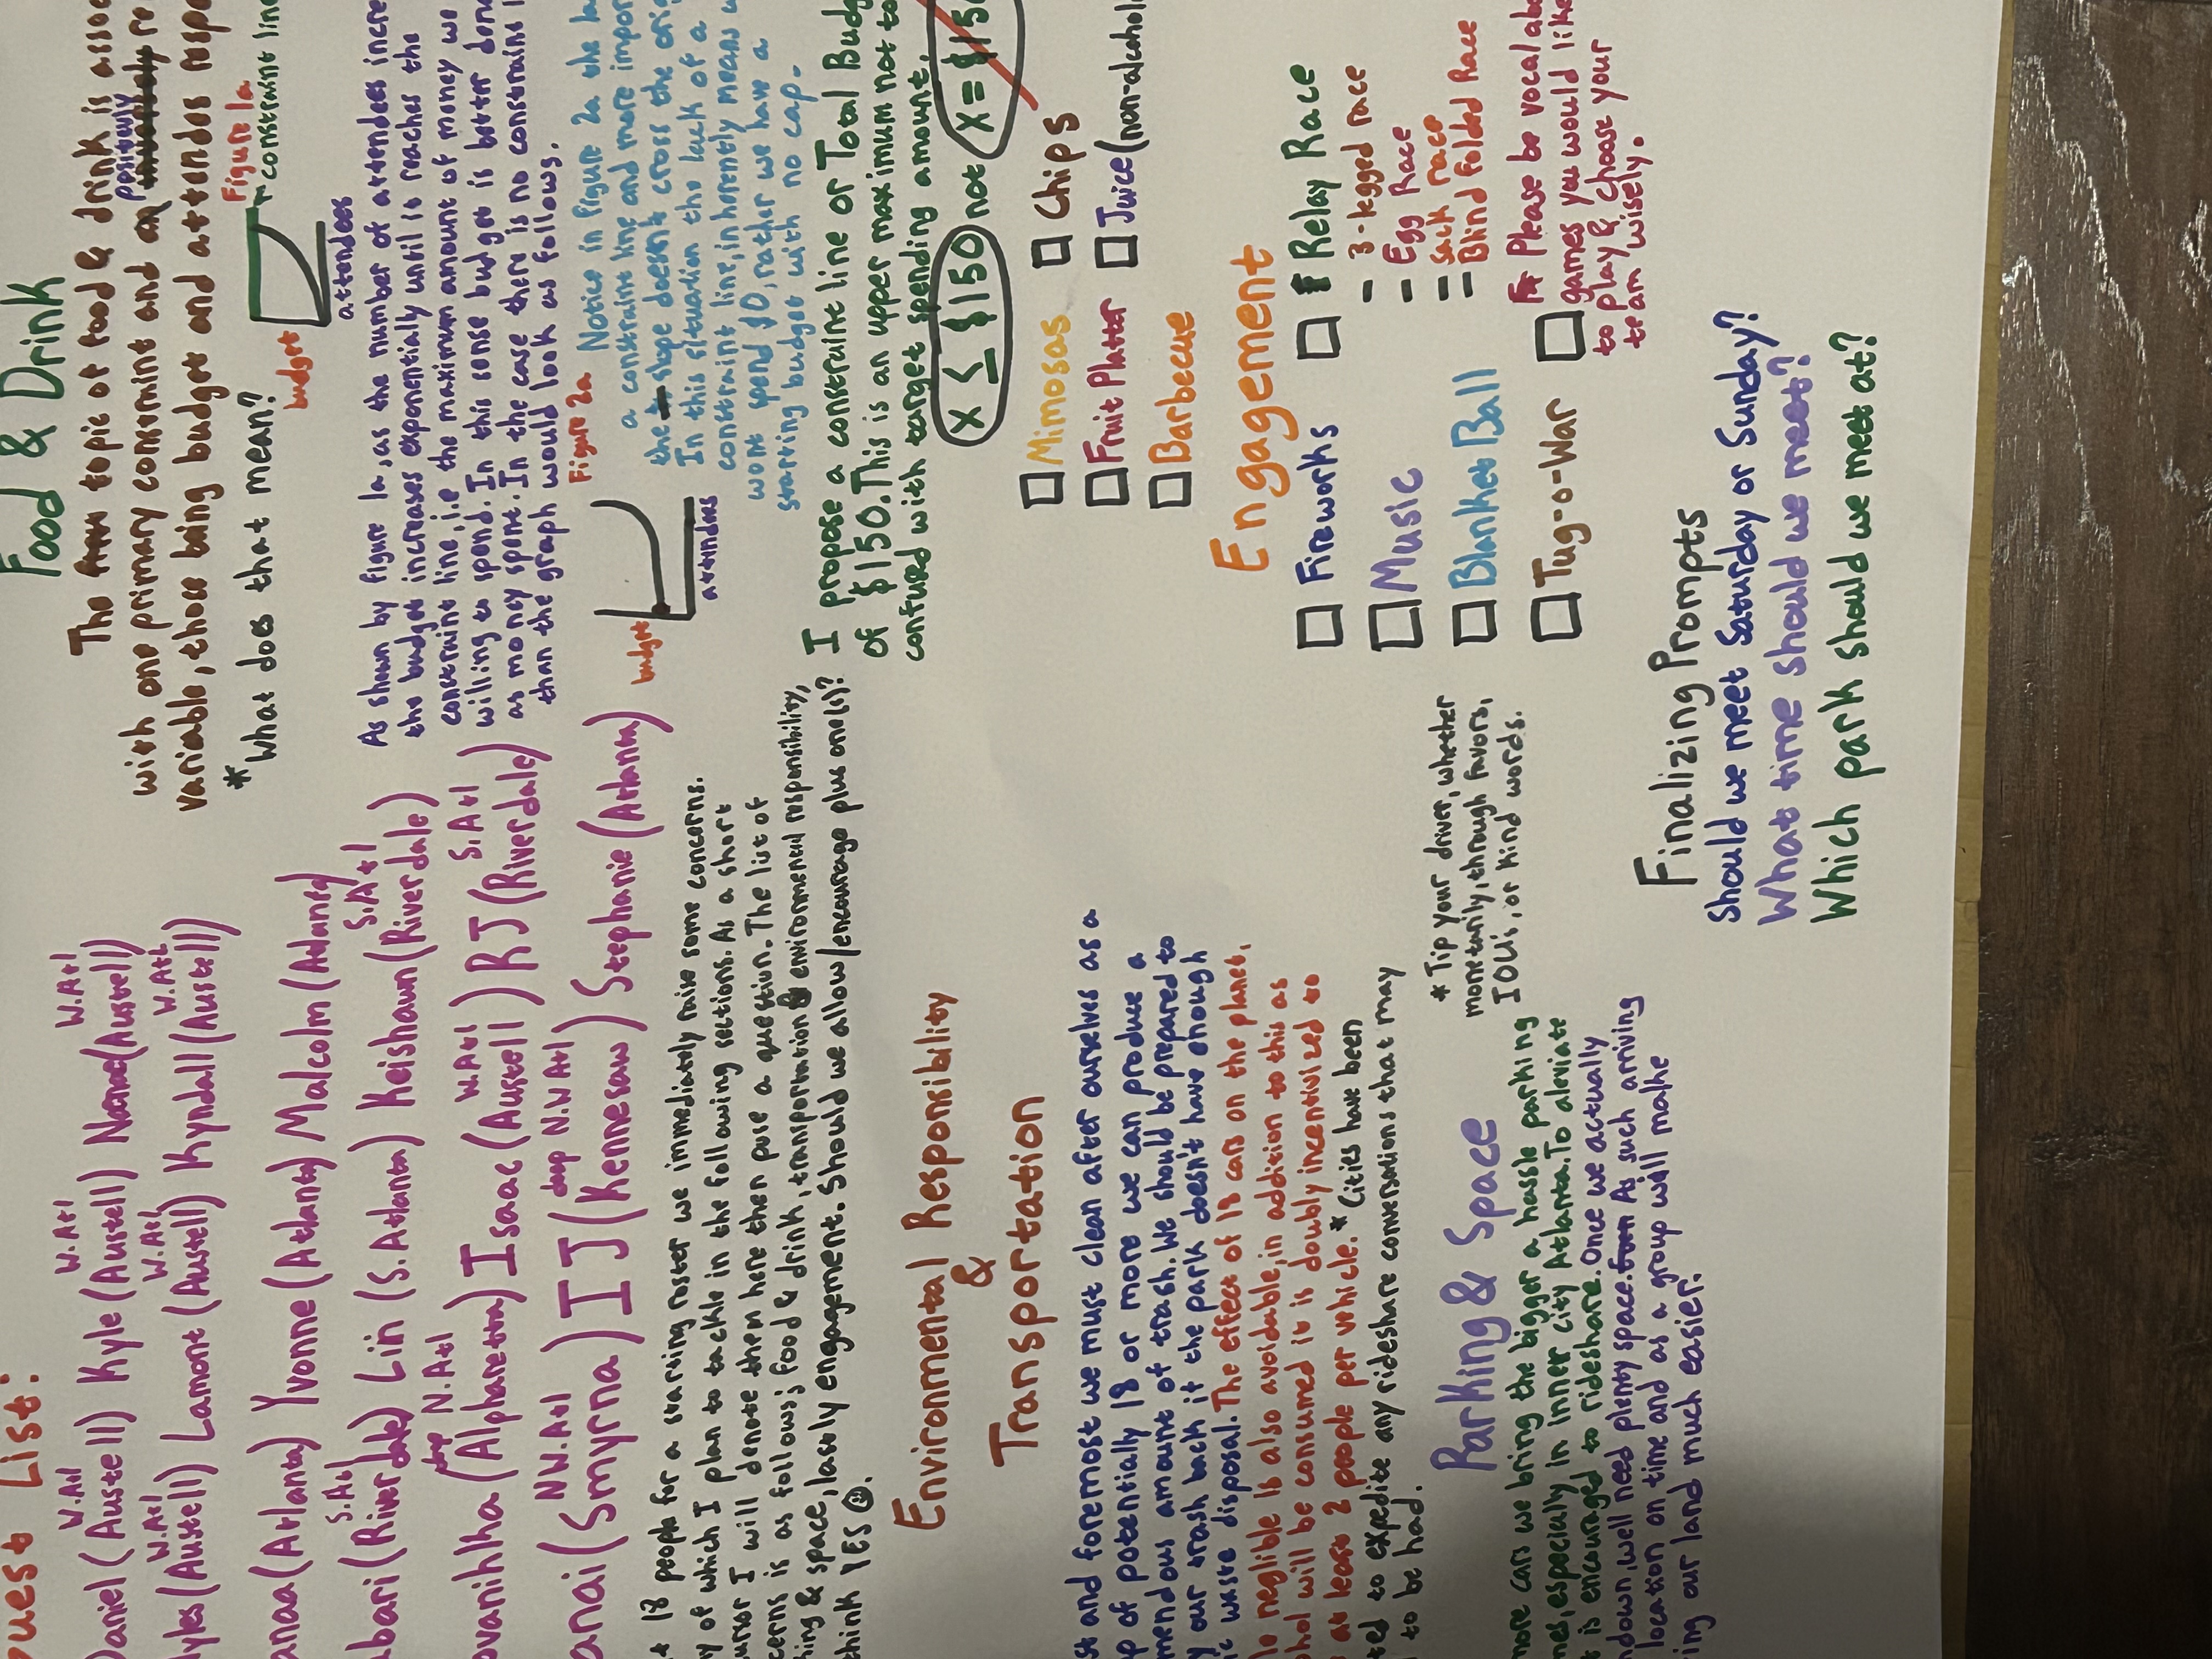 uest List:
W.Atl W.Atl W.Atl
Daniel (Austell) Kyle (Austell) (Austell)
W.Atl W.Atl W.Atl
yles (Austell) Lamont (Austell) Kyndall (Austell)
anaa (Atlanta) Yvonne (Atlanta) Malcolm (Atlanta)
S.Atl S.Atl
abari (Riverdale) Lin (S. Atlanta) Keishawn (Riverdale)
deep N.Atl W.Atl S.Atl
ovanihka (Alpharetta) Isaac (Austell) RJ (Riverdale)
NW.Atl deep N.W Atl
anai (Smyrna) IJ (Kennesaw) Stephanie (Atlanta)
t 18 people for a starting roster we immediately raise some concerns.
ny of which I plan to tackle in the following sections. As a short
ursor I will denote them here then pose a question. The list of
cerns is as follows; food & drink, transportation & environmental responsibility,
king & space, lastly engagement. Should we allow/encourage plus one(s)?
think YES ☺.
Environmental Responsibility
&
Transportation
st and foremost we must clean after ourselves as a
up of potentially 18 or more we can produce a
mendous amount of trash. We should be prepared to
y our trash back if the park doesn't have enough
ic waste disposal. The effect of 18 cars on the planet,
le neglible is also avoidable, in addition to this as
ohol will be consumed it is doubly incentivized to
at least 2 people per vehicle. * Cities have been
ted to expedite any rideshare conversations that may
to be had.
Parking & Space
more cars we bring the bigger a hassle parking
mes, especially in inner city Atlanta. To aleviate
t is encouraged to rideshare. Once we actually
ndown, well need plenty space. As such arriving
location on time and as a group will make
ing our land much easier.
* Tip your driver, whether
monetarily, through favors,
IOU's, or kind words.
Food & Drink
The topic of food & drink is assoc
positively
with one primary constraint and re
variable, those being budget and attendes respe
*What does that mean?
Figure 1a
constraint line
budget
attendees
As shown by figure 1a, as the number of attendees incre
the budget increases exponentially until it reaches the
constraint line, i.e the maximum amount of money we
willing to spend. In this sense budget is better deno
as money spent. In the case there is no constraint l
than the graph would look as follows.
Figure 2a
budget
attendees
Notice in figure 2a the la
a constraint line and more impor
the slope doesn't cross the orig
In this situation the lack of a
constraint line, inherently means w
wont spend $0, rather we have a
starting budget with no cap.
I propose a constraint line or Total Budg
of $150. This is an upper maximum not to
confused with target spending amount.
x ≤ $150 not x = $150
Mimosas Chips
Fruit Platter Juice (non-alcohol
Barbecue
Engagement
Fireworks Relay Race
- 3-legged race
Music - Egg Race
- sack race
Blanket Ball - Blind folded Race
Tug-o-War Please be vocal abo
games you would like
to play & choose your
team wisely.
Finalizing Prompts
Should we meet Saturday or Sunday?
What time should we meet?
Which park should we meet at?